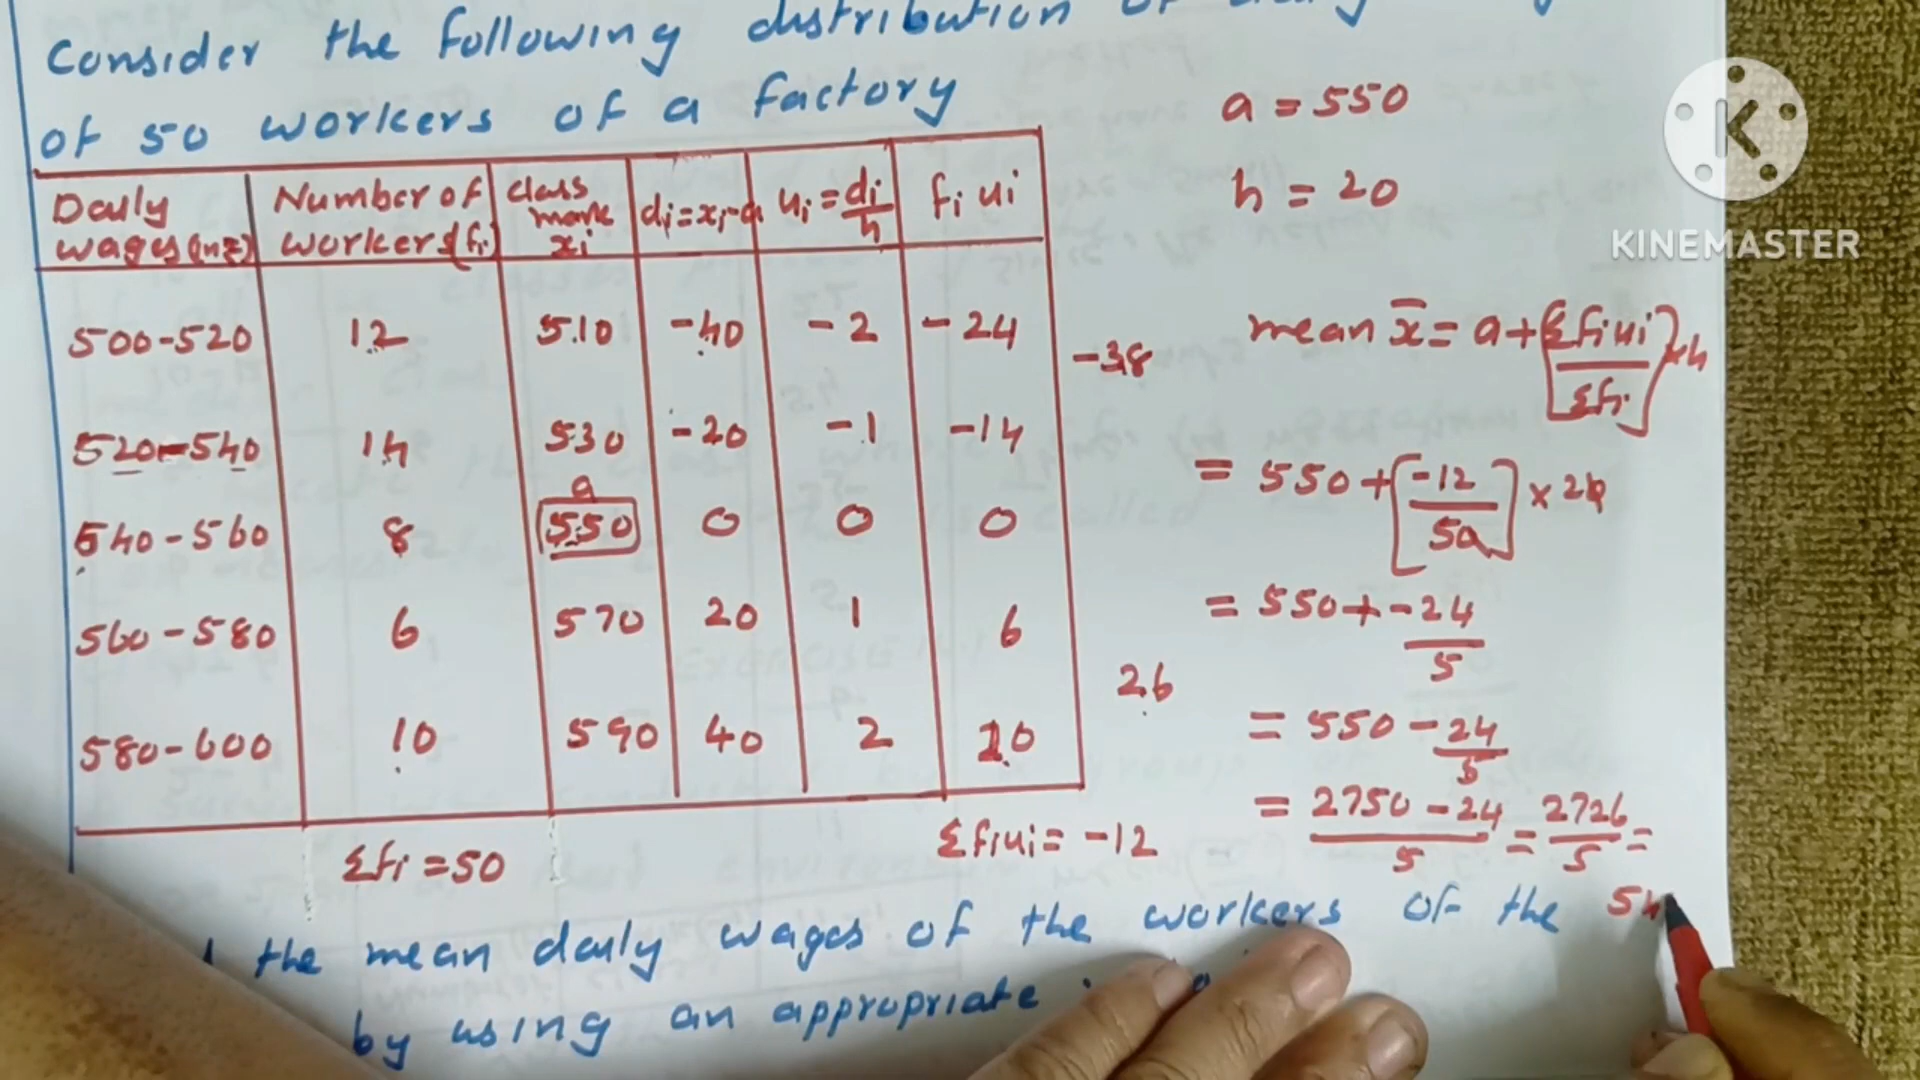 Consider the following distribution of daily
of 50 workers of a factory
Daily wages (in ₹) Number of workers (fi) class mark xi di = xi-a ui = di/h fi ui
500-520 12 510 -40 -2 -24
520-540 14 530 -20 -1 -14
a
540-560 8 550 0 0 0
560-580 6 570 20 1 6
580-600 10 590 40 2 20
-38
26
Σfi = 50
Σfiui = -12
the mean daily wages of the workers of the
by using an appropriate
a = 550
h = 20
mean x̄ = a + [Σfiui/Σfi] × h
= 550 + [-12/50] × 20
= 550 + -24/5
= 550 - 24/5
= 2750 - 24/5 = 2726/5 =
54
K
KINEMASTER